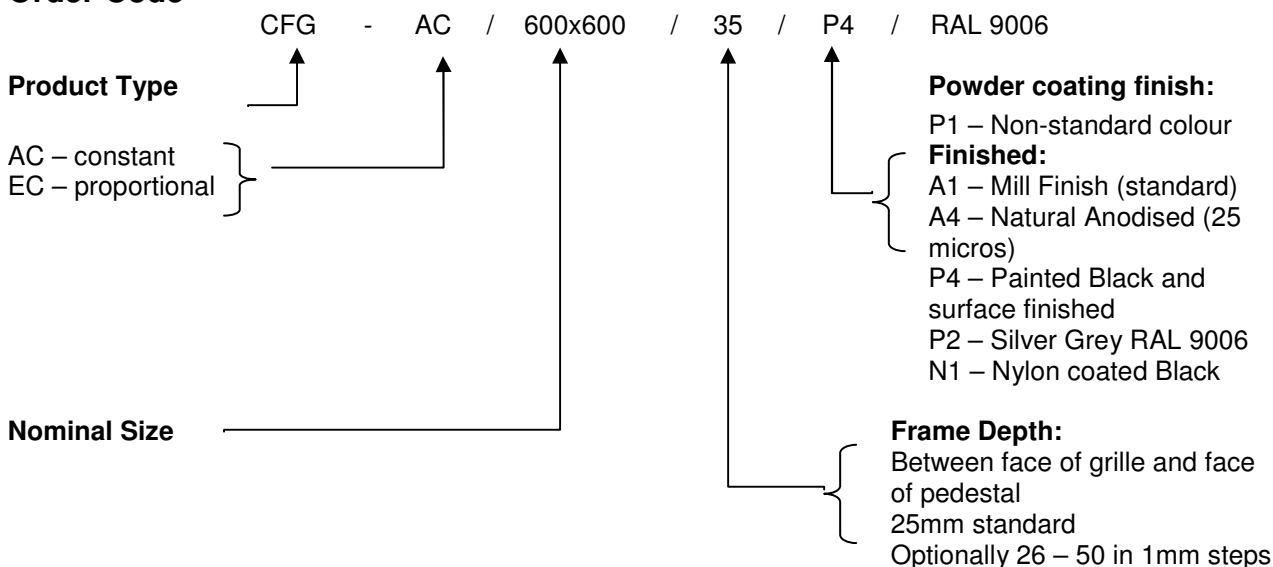 CFG - AC / 600x600 / 35 / P4 / RAL 9006
Product Type
AC – constant
EC – proportional
Nominal Size
Powder coating finish:
P1 – Non-standard colour
Finished:
A1 – Mill Finish (standard)
A4 – Natural Anodised (25
micros)
P4 – Painted Black and
surface finished
P2 – Silver Grey RAL 9006
N1 – Nylon coated Black
Frame Depth:
Between face of grille and face
of pedestal
25mm standard
Optionally 26 – 50 in 1mm steps